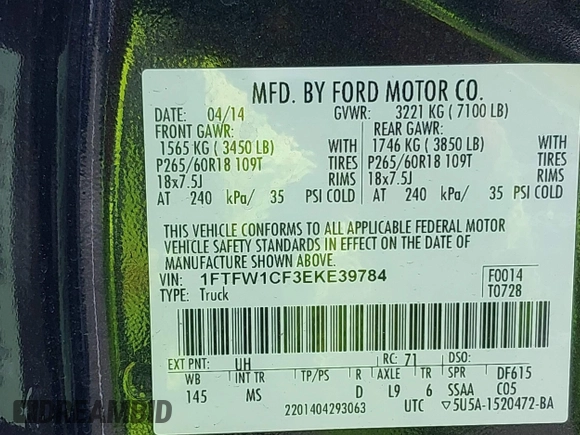 MFD. BY FORD MOTOR CO.
DATE: 04/14 GVWR: 3221 KG ( 7100 LB)
FRONT GAWR: REAR GAWR:
1565 KG ( 3450 LB) 1746 KG ( 3850 LB)
P265/60R18 109T TIRES P265/60R18 109T TIRES
18x7.5J RIMS 18x7.5J RIMS
AT 240 kPa/ 35 PSI COLD AT 240 kPa/ 35 PSI COLD
THIS VEHICLE CONFORMS TO ALL APPLICABLE FEDERAL MOTOR
VEHICLE SAFETY STANDARDS IN EFFECT ON THE DATE OF
MANUFACTURE SHOWN ABOVE.
VIN: 1FTFW1CF3EKE39784 F0014
TYPE: Truck T0728
EXT PNT: UH RC: 71 DSO:
WB INT TR TP/PS R AXLE TR SPR DF615
145 MS D L9 6 SSAA C05
2201404293063 UTC ▽5U5A-1520472-BA
CARFAST